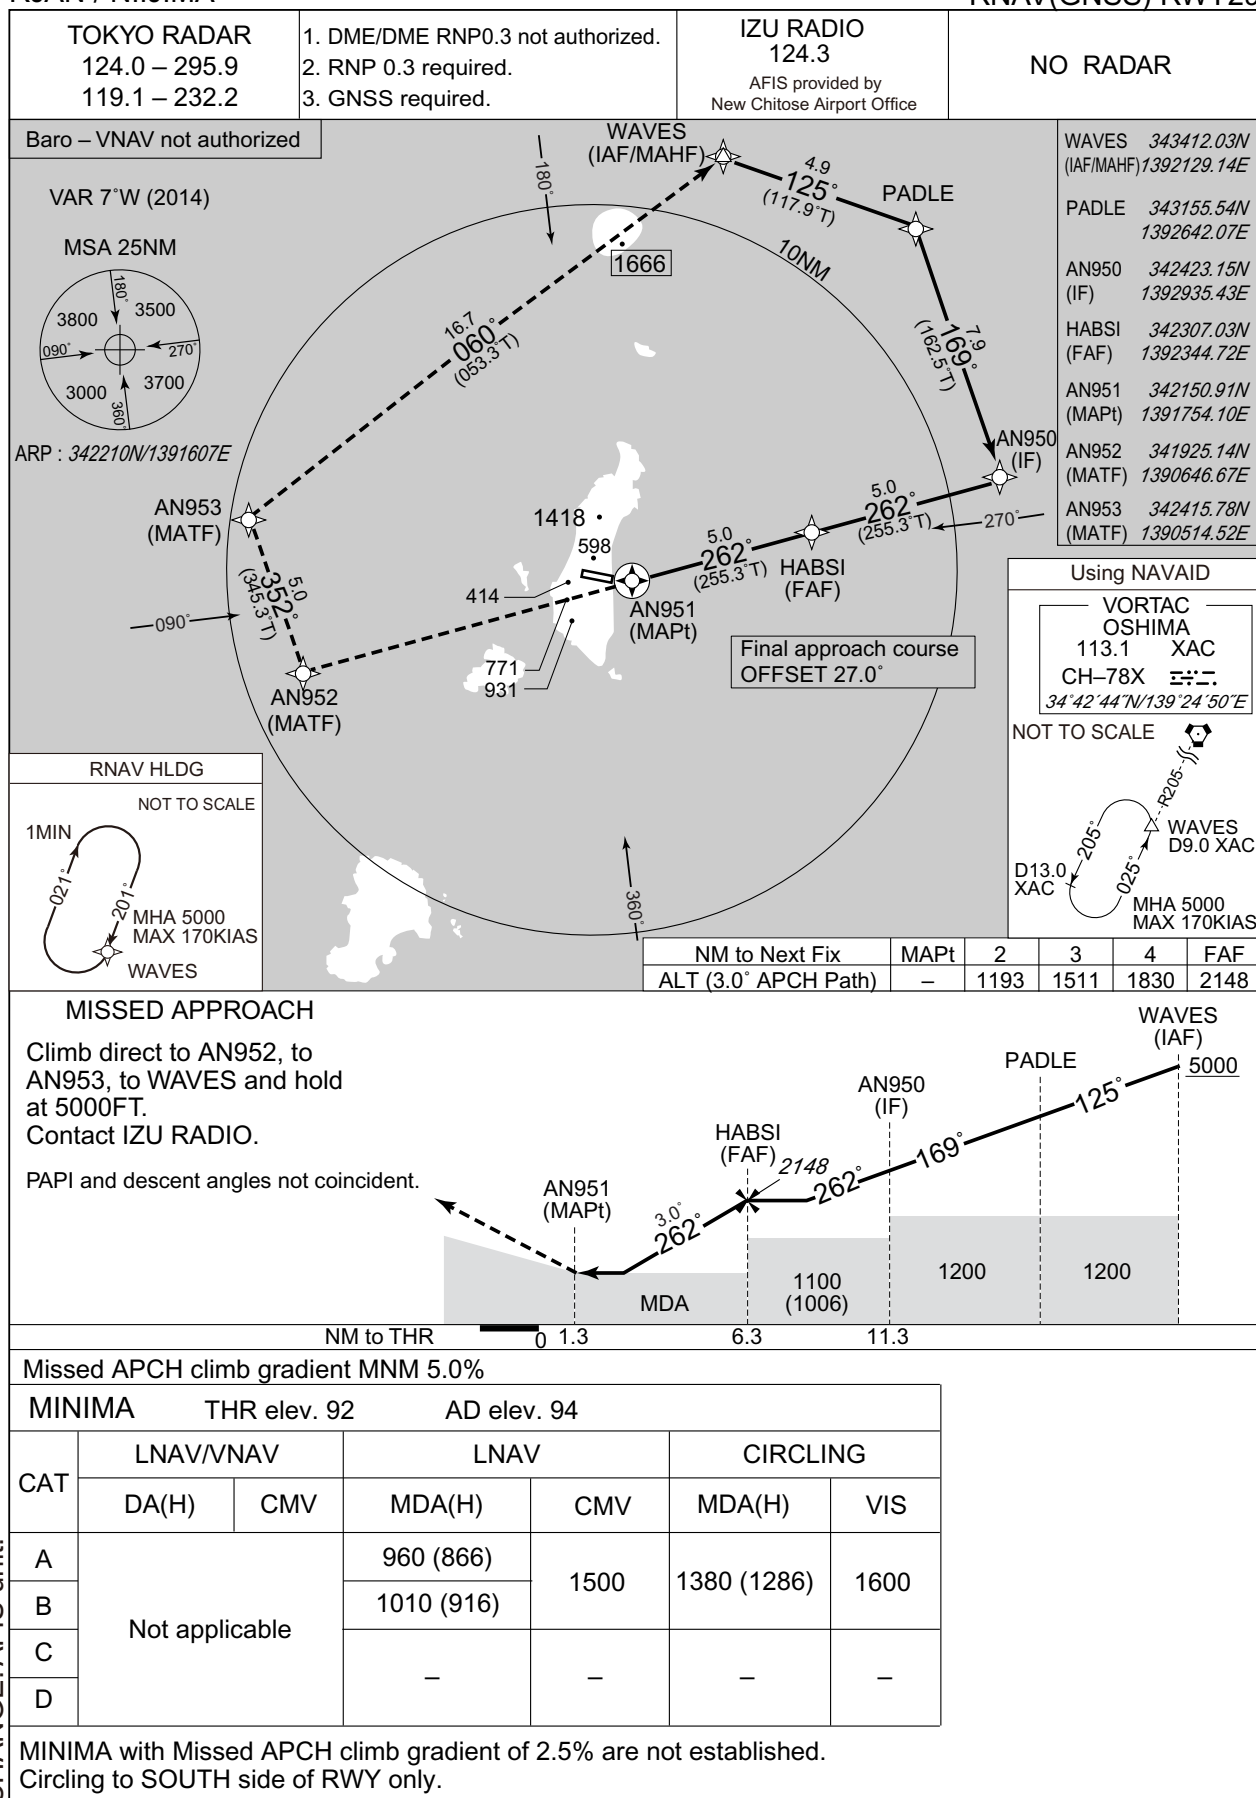 TOKYO RADAR
124.0 – 295.9
119.1 – 232.2
1. DME/DME RNP0.3 not authorized.
2. RNP 0.3 required.
3. GNSS required.
IZU RADIO
124.3
AFIS provided by
New Chitose Airport Office
NO RADAR
Baro – VNAV not authorized
VAR 7˚W (2014)
MSA 25NM
180˚
3800
3500
090˚
270˚
3000
3700
360˚
ARP : 342210N/1391607E
WAVES
(IAF/MAHF)
180˚
4.9
125˚
(117.9˚T)
PADLE
10NM
1666
16.7
060˚
(053.3˚T)
7.9
169˚
(162.5˚T)
AN950
(IF)
AN953
(MATF)
1418
598
5.0
262˚
(255.3˚T)
270˚
5.0
262˚
(255.3˚T)
HABSI
(FAF)
5.0
352˚
(345.3˚T)
090˚
414
AN951
(MAPt)
771
931
Final approach course
OFFSET 27.0˚
AN952
(MATF)
360˚
WAVES 343412.03N
(IAF/MAHF) 1392129.14E
PADLE 343155.54N
1392642.07E
AN950 342423.15N
(IF) 1392935.43E
HABSI 342307.03N
(FAF) 1392344.72E
AN951 342150.91N
(MAPt) 1391754.10E
AN952 341925.14N
(MATF) 1390646.67E
AN953 342415.78N
(MATF) 1390514.52E
Using NAVAID
VORTAC
OSHIMA
113.1 XAC
CH–78X
34˚42´44˝N/139˚24´50˝E
NOT TO SCALE
R205
WAVES
D9.0 XAC
205˚
025˚
D13.0
XAC
MHA 5000
MAX 170KIAS
RNAV HLDG
NOT TO SCALE
1MIN
021˚
201˚
MHA 5000
MAX 170KIAS
WAVES
NM to Next Fix MAPt 2 3 4 FAF
ALT (3.0˚ APCH Path) – 1193 1511 1830 2148
MISSED APPROACH
Climb direct to AN952, to
AN953, to WAVES and hold
at 5000FT.
Contact IZU RADIO.
PAPI and descent angles not coincident.
WAVES
(IAF)
5000
PADLE
125˚
AN950
(IF)
169˚
HABSI
(FAF)
2148
262˚
AN951
(MAPt)
3.0˚
262˚
MDA
1100
(1006)
1200
1200
NM to THR 0 1.3 6.3 11.3
Missed APCH climb gradient MNM 5.0%
MINIMA THR elev. 92 AD elev. 94
CAT LNAV/VNAV LNAV CIRCLING
DA(H) CMV MDA(H) CMV MDA(H) VIS
A 960 (866)
B 1010 (916)
1500 1380 (1286) 1600
Not applicable
C
D
– – – –
MINIMA with Missed APCH climb gradient of 2.5% are not established.
Circling to SOUTH side of RWY only.